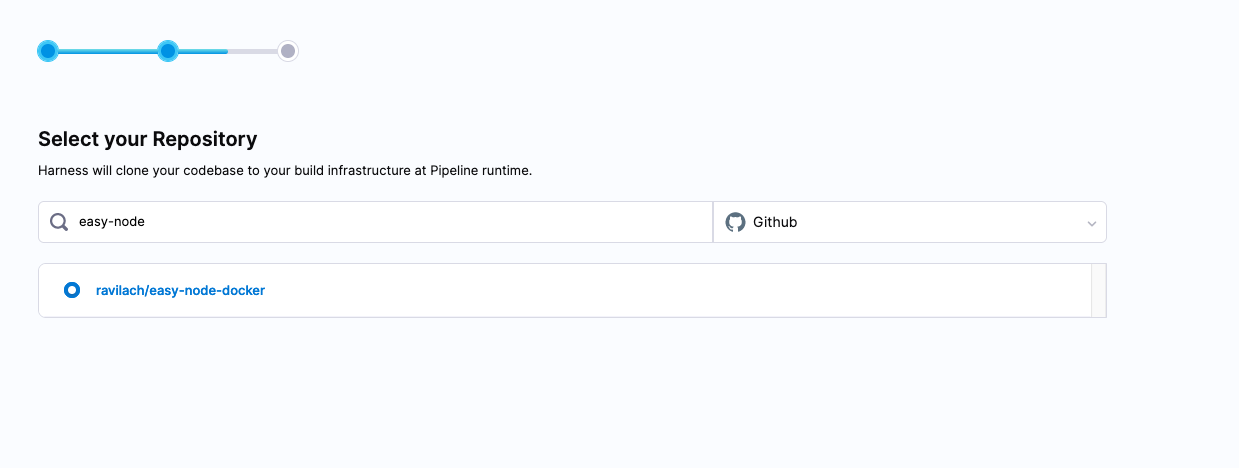 Select your Repository
Harness will clone your codebase to your build infrastructure at Pipeline runtime.
easy-node
Github
ravilach/easy-node-docker